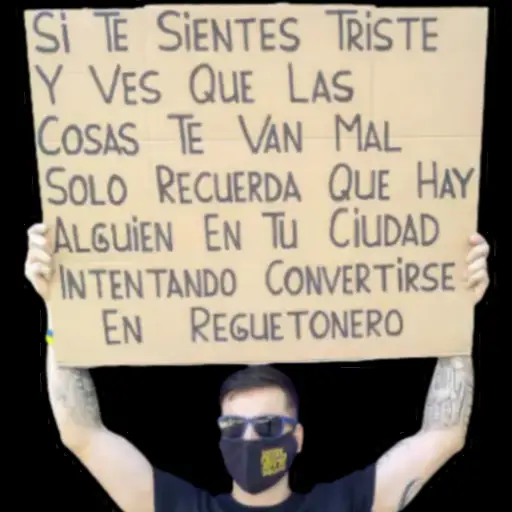 Si TE SiENTES TRiSTE
Y VES QUE LAS
COSAS TE VAN MAL
SOLO RECUERDA QUE HAY
ALGUiEN EN TU CiUDAD
INTENTANDO CONVERTiRSE
EN REGUETONERO